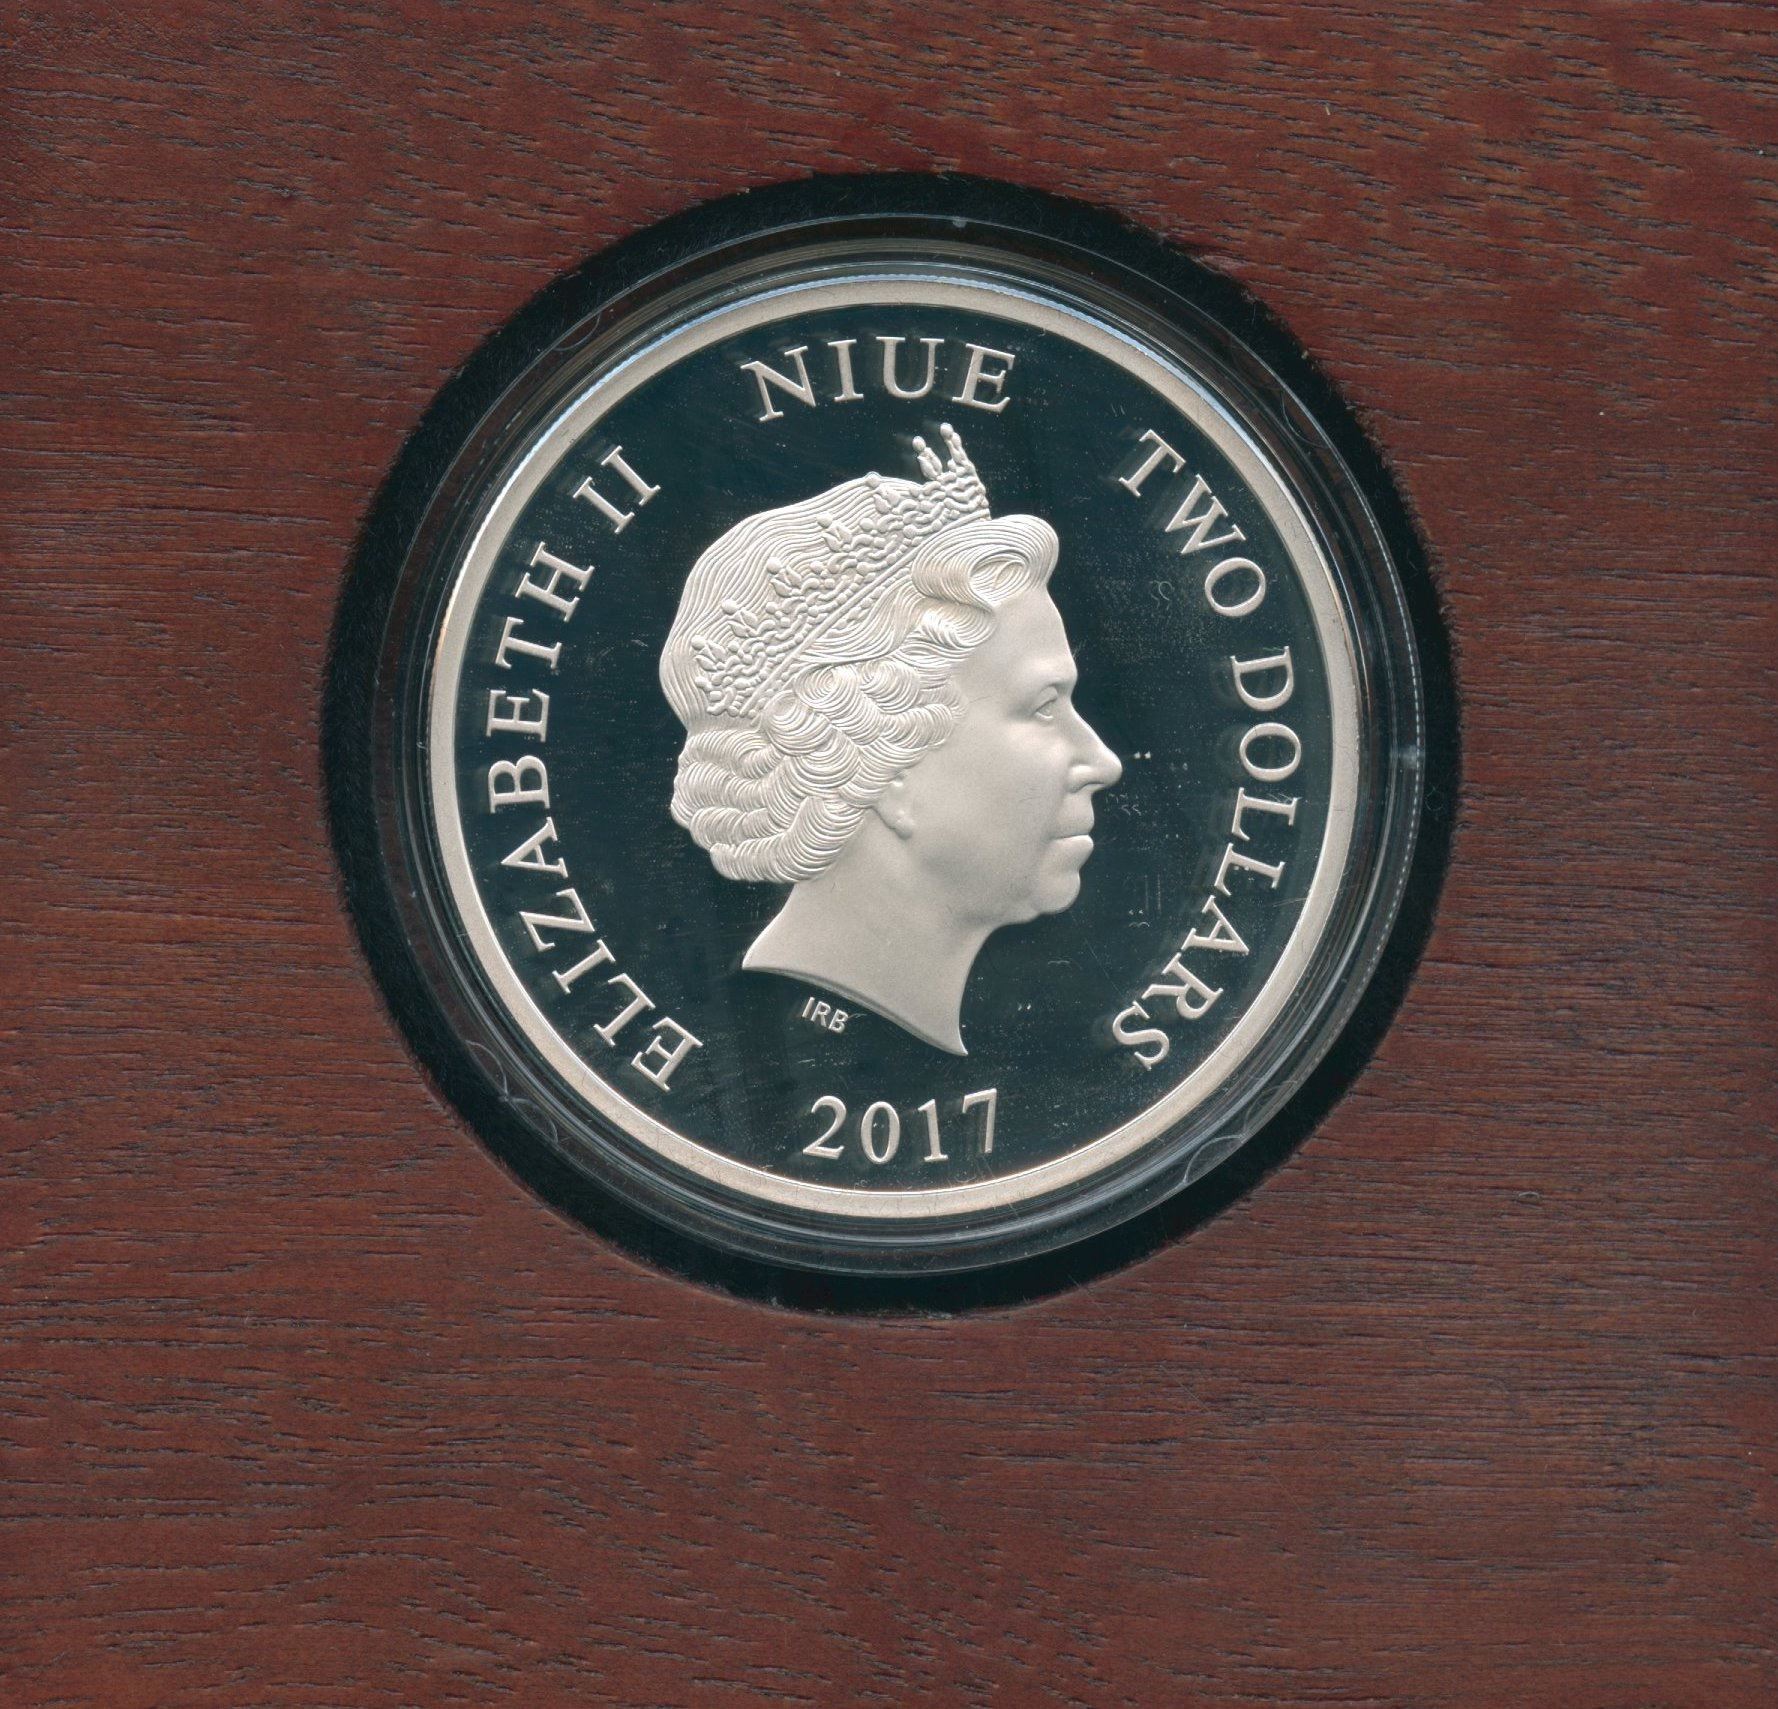 ELIZABETH II
NIUE
TWO DOLLARS
IRB
2017